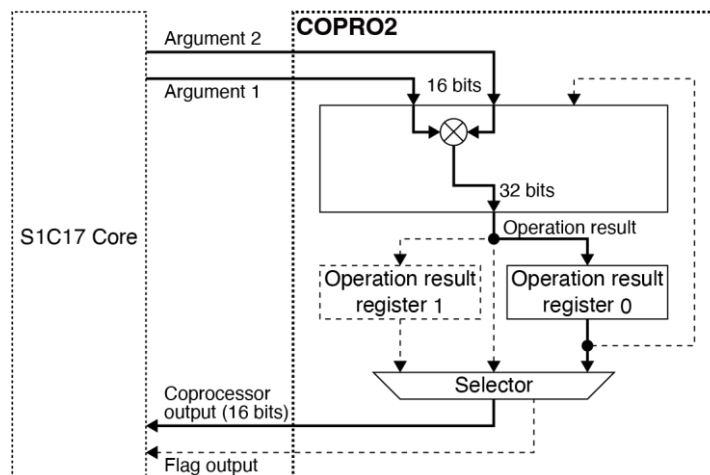 COPRO2
Argument 2
Argument 1
16 bits
32 bits
Operation result
S1C17 Core
Operation result
register 1
Operation result
register 0
Selector
Coprocessor
output (16 bits)
Flag output